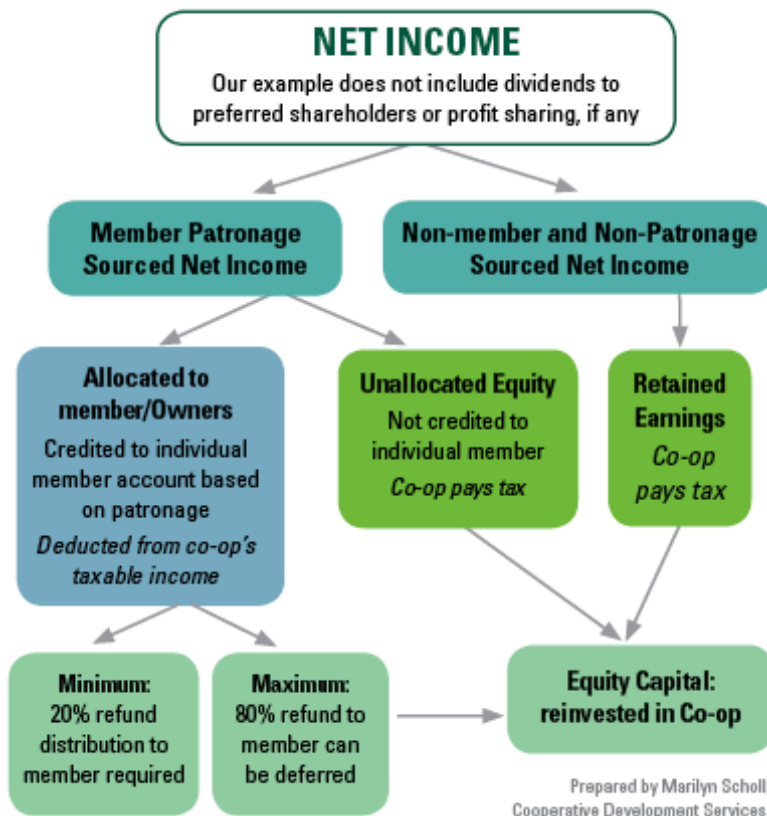 NET INCOME
Our example does not include dividends to
preferred shareholders or profit sharing, if any
Member Patronage
Sourced Net Income
Non-member and Non-Patronage
Sourced Net Income
Allocated to
member/Owners
Credited to individual
member account based
on patronage
Deducted from co-op's
taxable income
Unallocated Equity
Not credited to
individual member
Co-op pays tax
Retained
Earnings
Co-op
pays tax
Minimum:
20% refund
distribution to
member required
Maximum:
80% refund to
member can
be deferred
Equity Capital:
reinvested in Co-op
Prepared by Marilyn Scholl,
Cooperative Development Services